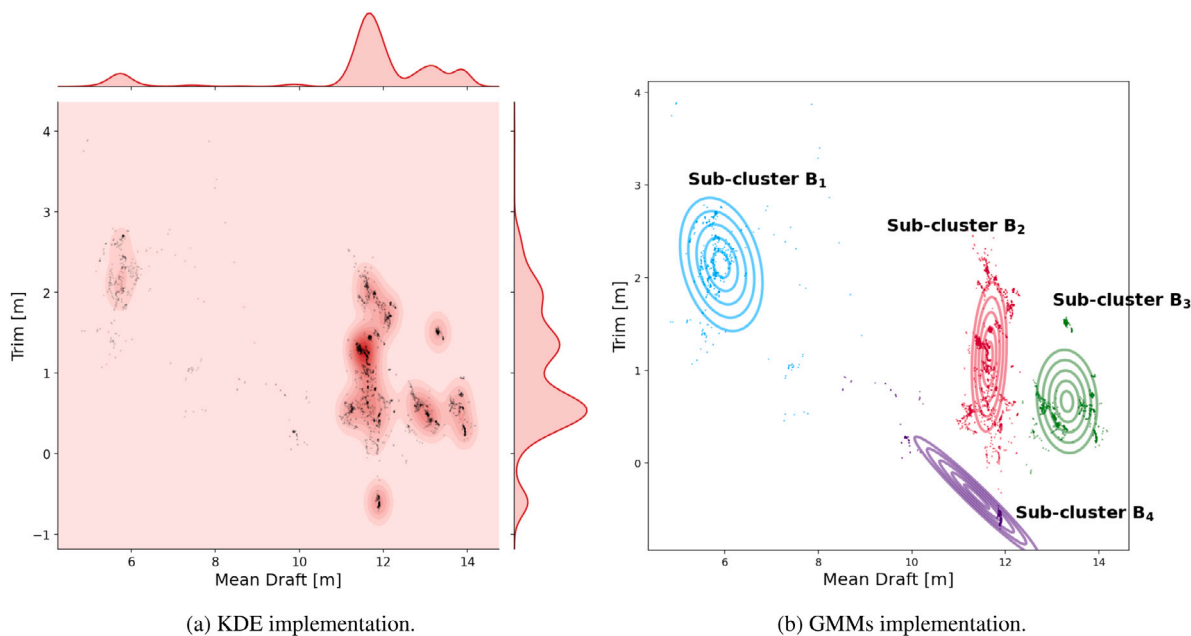 4
3
2
1
0
−1
Trim [m]
6
8
10
12
14
Mean Draft [m]
(a) KDE implementation.
4
3
2
1
0
Trim [m]
Sub-cluster B₁
Sub-cluster B₂
Sub-cluster B₃
Sub-cluster B₄
6
8
10
12
14
Mean Draft [m]
(b) GMMs implementation.